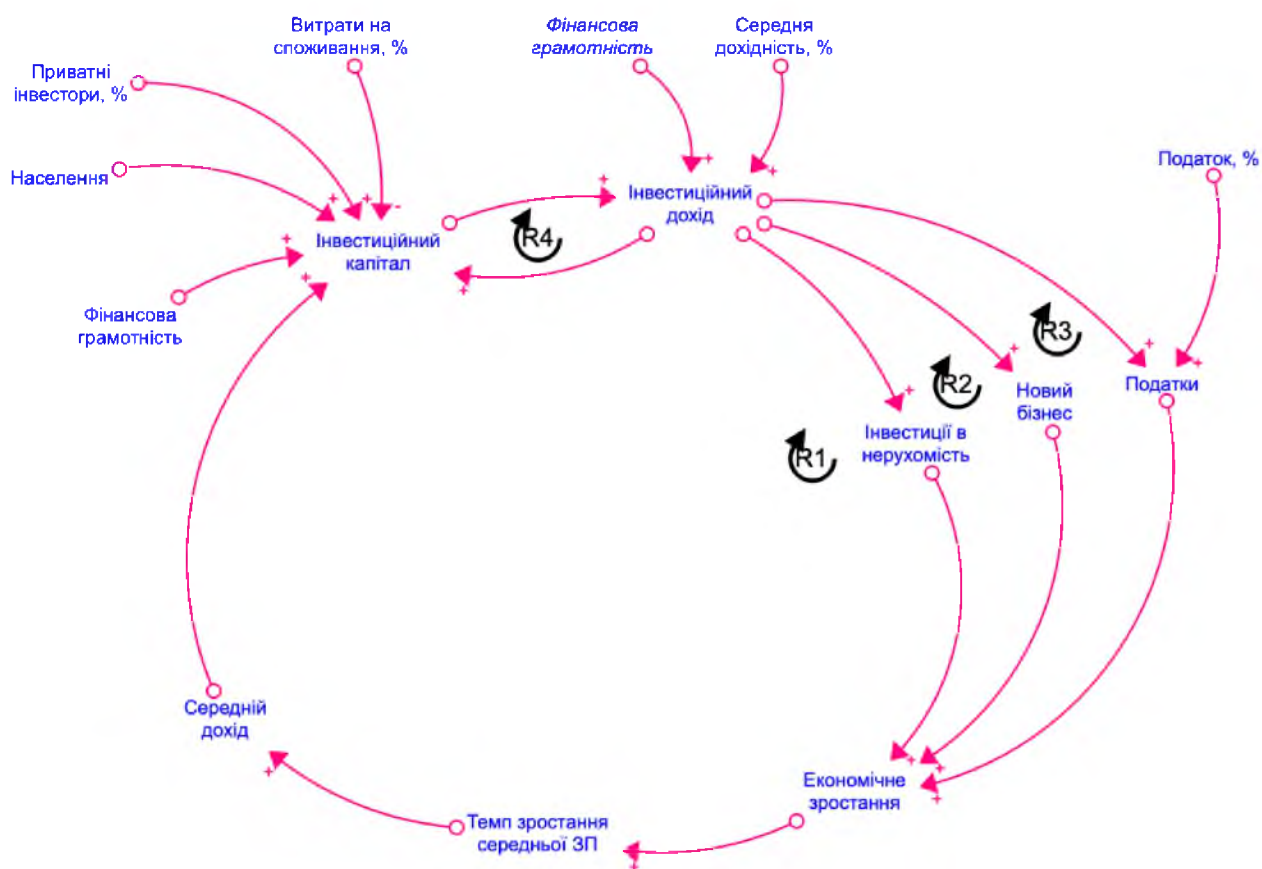 Витрати на
споживання, %
Фінансова
грамотність
Середня
дохідність, %
Приватні
інвестори, %
Населення
Податок, %
Інвестиційний
дохід
Інвестиційний
капітал
R4
Фінансова
грамотність
R3
R2
R1
Новий
бізнес
Податки
Інвестиції в
нерухомість
Середній
дохід
Економічне
зростання
Темп зростання
середньої ЗП